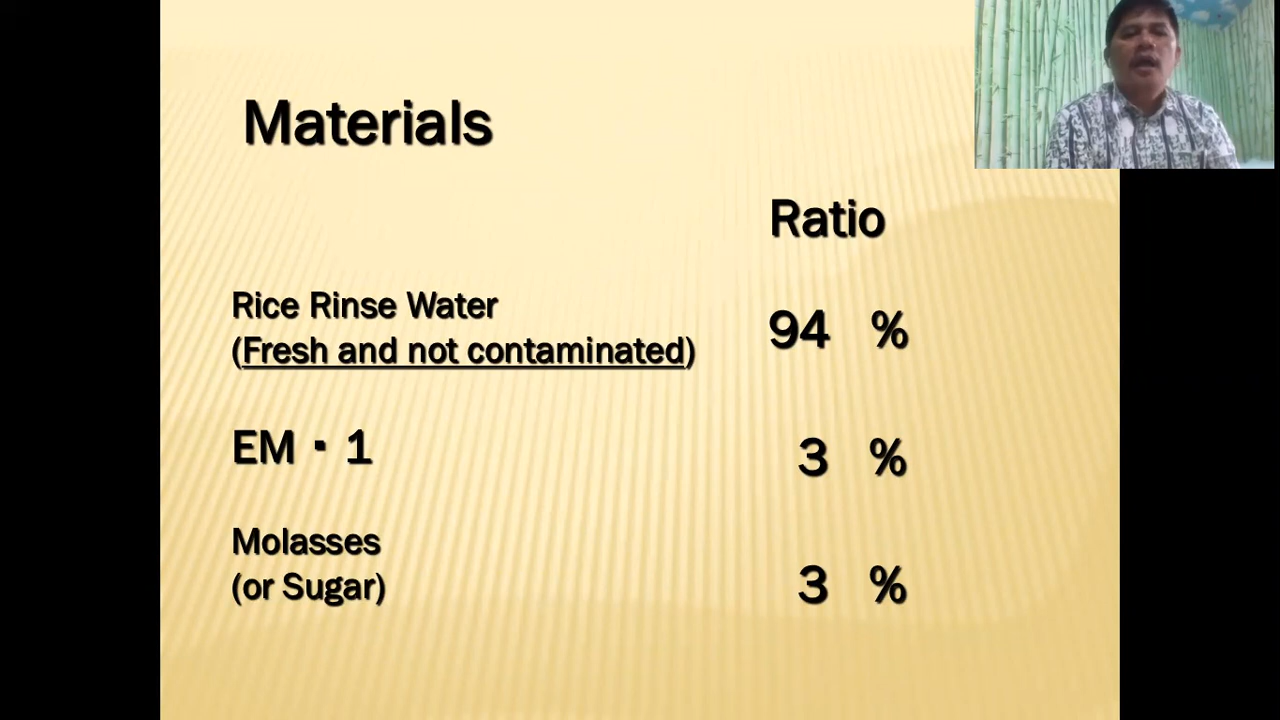 Materials
Ratio
Rice Rinse Water
(Fresh and not contaminated)
94 %
EM・1
3 %
Molasses
(or Sugar)
3 %